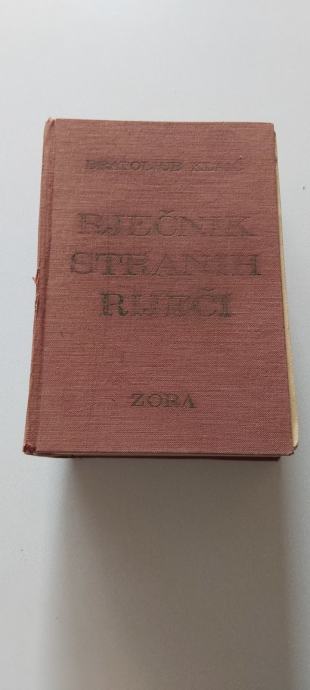 BRATOLJUB KLAIĆ
RJEČNIK
STRANIH
RIJEČI
ZORA